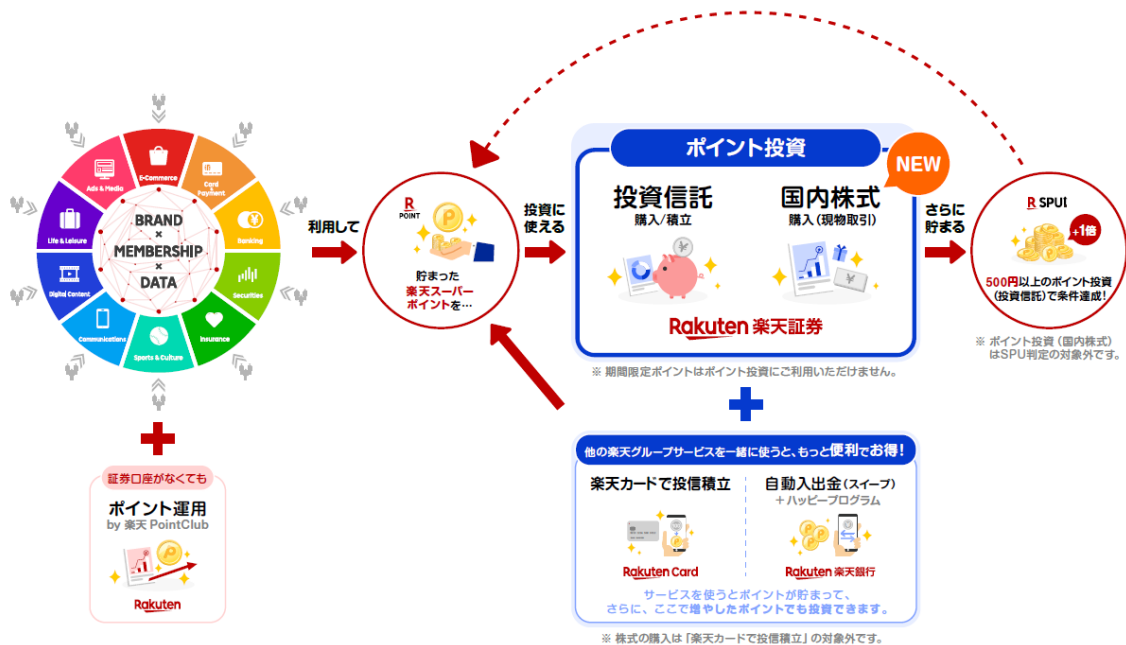 E-Commerce
Card & Payment
Banking
Securities
Insurance
Sports & Culture
Communications
Digital Content
Life & Leisure
Ads & Media
BRAND
×
MEMBERSHIP
×
DATA
証券口座がなくても
ポイント運用
by 楽天 PointClub
Rakuten
利用して
R
POINT
貯まった
楽天スーパー
ポイントを…
投資に
使える
ポイント投資
NEW
投資信託
購入/積立
国内株式
購入(現物取引)
Rakuten 楽天証券
※ 期間限定ポイントはポイント投資にご利用いただけません。
さらに
貯まる
R SPU!
+1倍
500円以上のポイント投資
(投資信託)で条件達成!
※ ポイント投資(国内株式)
はSPU判定の対象外です。
他の楽天グループサービスを一緒に使うと、もっと便利でお得!
楽天カードで投信積立
Rakuten Card
自動入出金(スイープ)
+ハッピープログラム
Rakuten 楽天銀行
サービスを使うとポイントが貯まって、
さらに、ここで増やしたポイントでも投資できます。
※ 株式の購入は「楽天カードで投信積立」の対象外です。